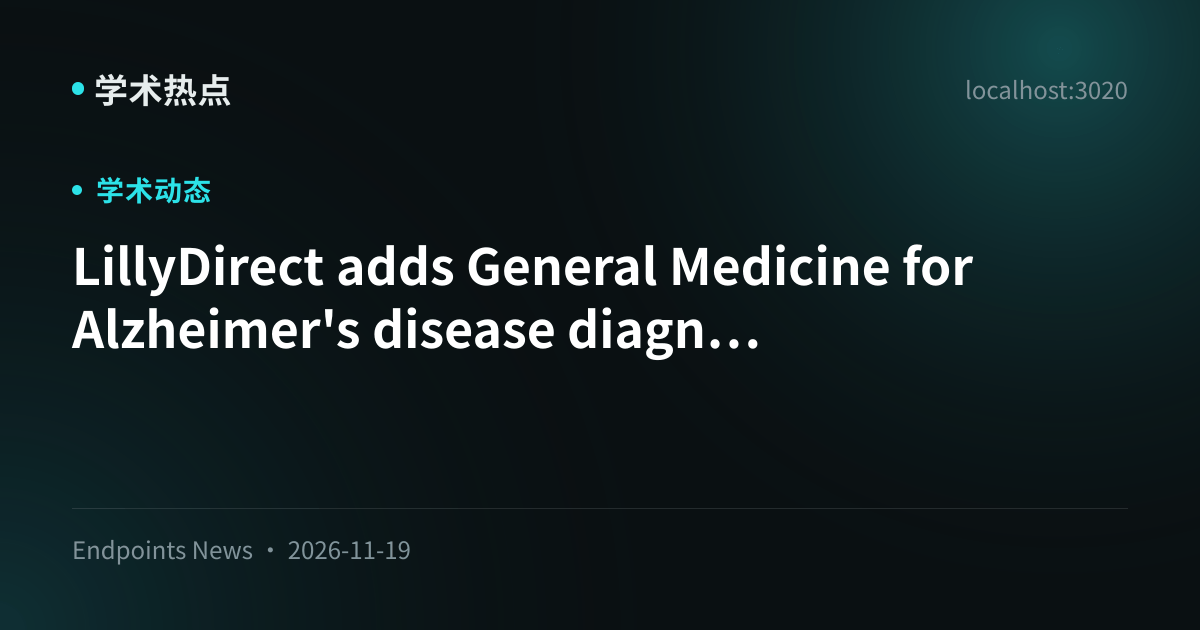 学术热点
localhost:3020
学术动态
LillyDirect adds General Medicine for
Alzheimer's disease diagn…
Endpoints News · 2026-11-19